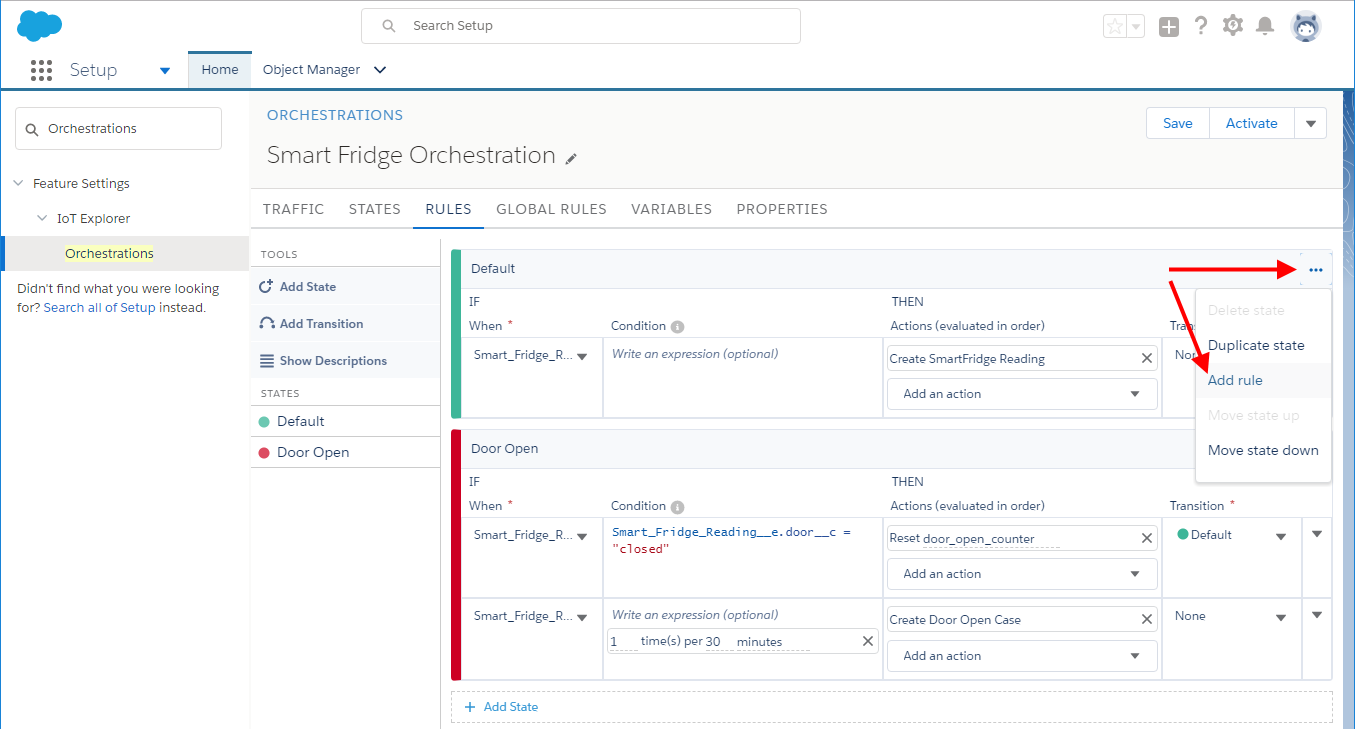 Search Setup
Setup
Home
Object Manager
Orchestrations
Feature Settings
IoT Explorer
Orchestrations
Didn't find what you were looking
for? Search all of Setup instead.
ORCHESTRATIONS
Smart Fridge Orchestration
Save
Activate
TRAFFIC
STATES
RULES
GLOBAL RULES
VARIABLES
PROPERTIES
TOOLS
Add State
Add Transition
Show Descriptions
STATES
Default
Door Open
Default
IF
THEN
When *
Condition
Actions (evaluated in order)
Smart_Fridge_R...
Write an expression (optional)
Create SmartFridge Reading
Add an action
Delete state
Duplicate state
Add rule
Move state up
Move state down
Door Open
IF
THEN
When *
Condition
Actions (evaluated in order)
Transition *
Smart_Fridge_R...
Smart_Fridge_Reading__e.door__c =
"closed"
Reset door_open_counter
Add an action
Default
Smart_Fridge_R...
Write an expression (optional)
1 time(s) per 30 minutes
Create Door Open Case
Add an action
None
+ Add State